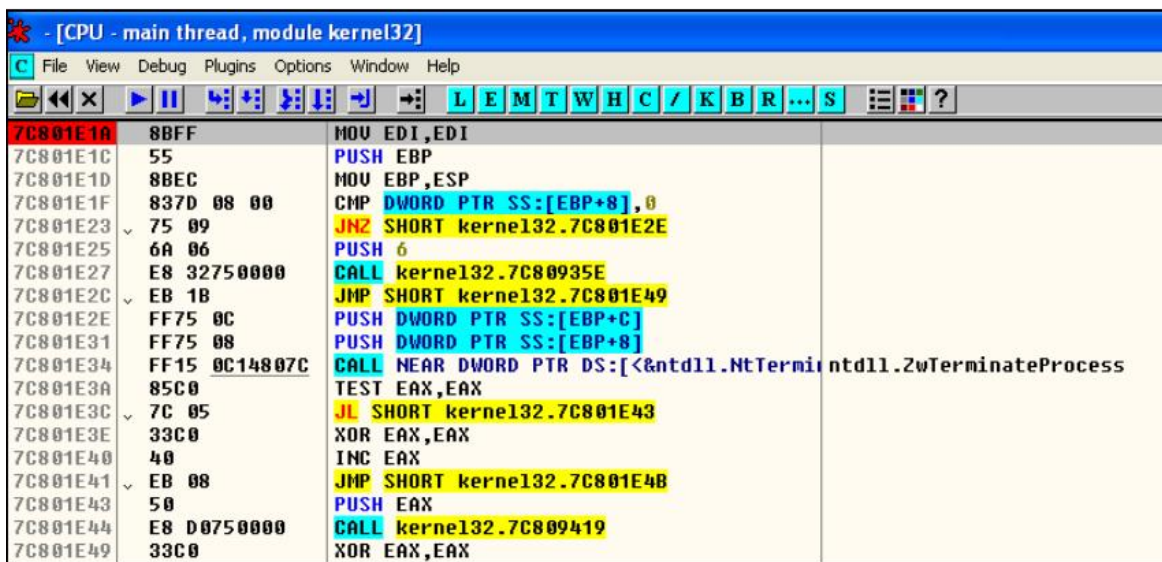 - [CPU - main thread, module kernel32]
C File View Debug Plugins Options Window Help
L E M T W H C / K B R ... S ?
7C801E1A 8BFF MOV EDI,EDI
7C801E1C 55 PUSH EBP
7C801E1D 8BEC MOV EBP,ESP
7C801E1F 837D 08 00 CMP DWORD PTR SS:[EBP+8],0
7C801E23 75 09 JNZ SHORT kernel32.7C801E2E
7C801E25 6A 06 PUSH 6
7C801E27 E8 32750000 CALL kernel32.7C80935E
7C801E2C EB 1B JMP SHORT kernel32.7C801E49
7C801E2E FF75 0C PUSH DWORD PTR SS:[EBP+C]
7C801E31 FF75 08 PUSH DWORD PTR SS:[EBP+8]
7C801E34 FF15 0C14807C CALL NEAR DWORD PTR DS:[<&ntdll.NtTermi ntdll.ZwTerminateProcess
7C801E3A 85C0 TEST EAX,EAX
7C801E3C 7C 05 JL SHORT kernel32.7C801E43
7C801E3E 33C0 XOR EAX,EAX
7C801E40 40 INC EAX
7C801E41 EB 08 JMP SHORT kernel32.7C801E4B
7C801E43 50 PUSH EAX
7C801E44 E8 D0750000 CALL kernel32.7C809419
7C801E49 33C0 XOR EAX,EAX